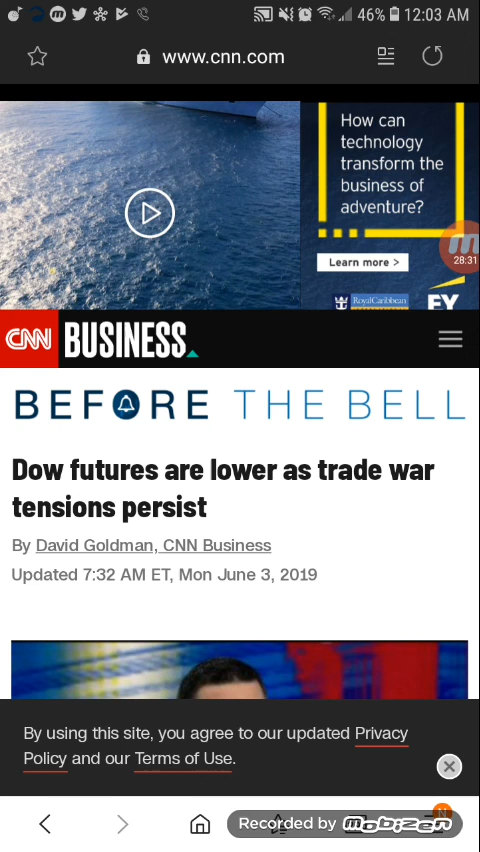 46% 12:03 AM
www.cnn.com
How can
technology
transform the
business of
adventure?
Learn more >
28:31
RoyalCaribbean
EY
CNN BUSINESS
BEFORE THE BELL
Dow futures are lower as trade war
tensions persist
By David Goldman, CNN Business
Updated 7:32 AM ET, Mon June 3, 2019
By using this site, you agree to our updated Privacy
Policy and our Terms of Use.
N
Recorded by mobizen